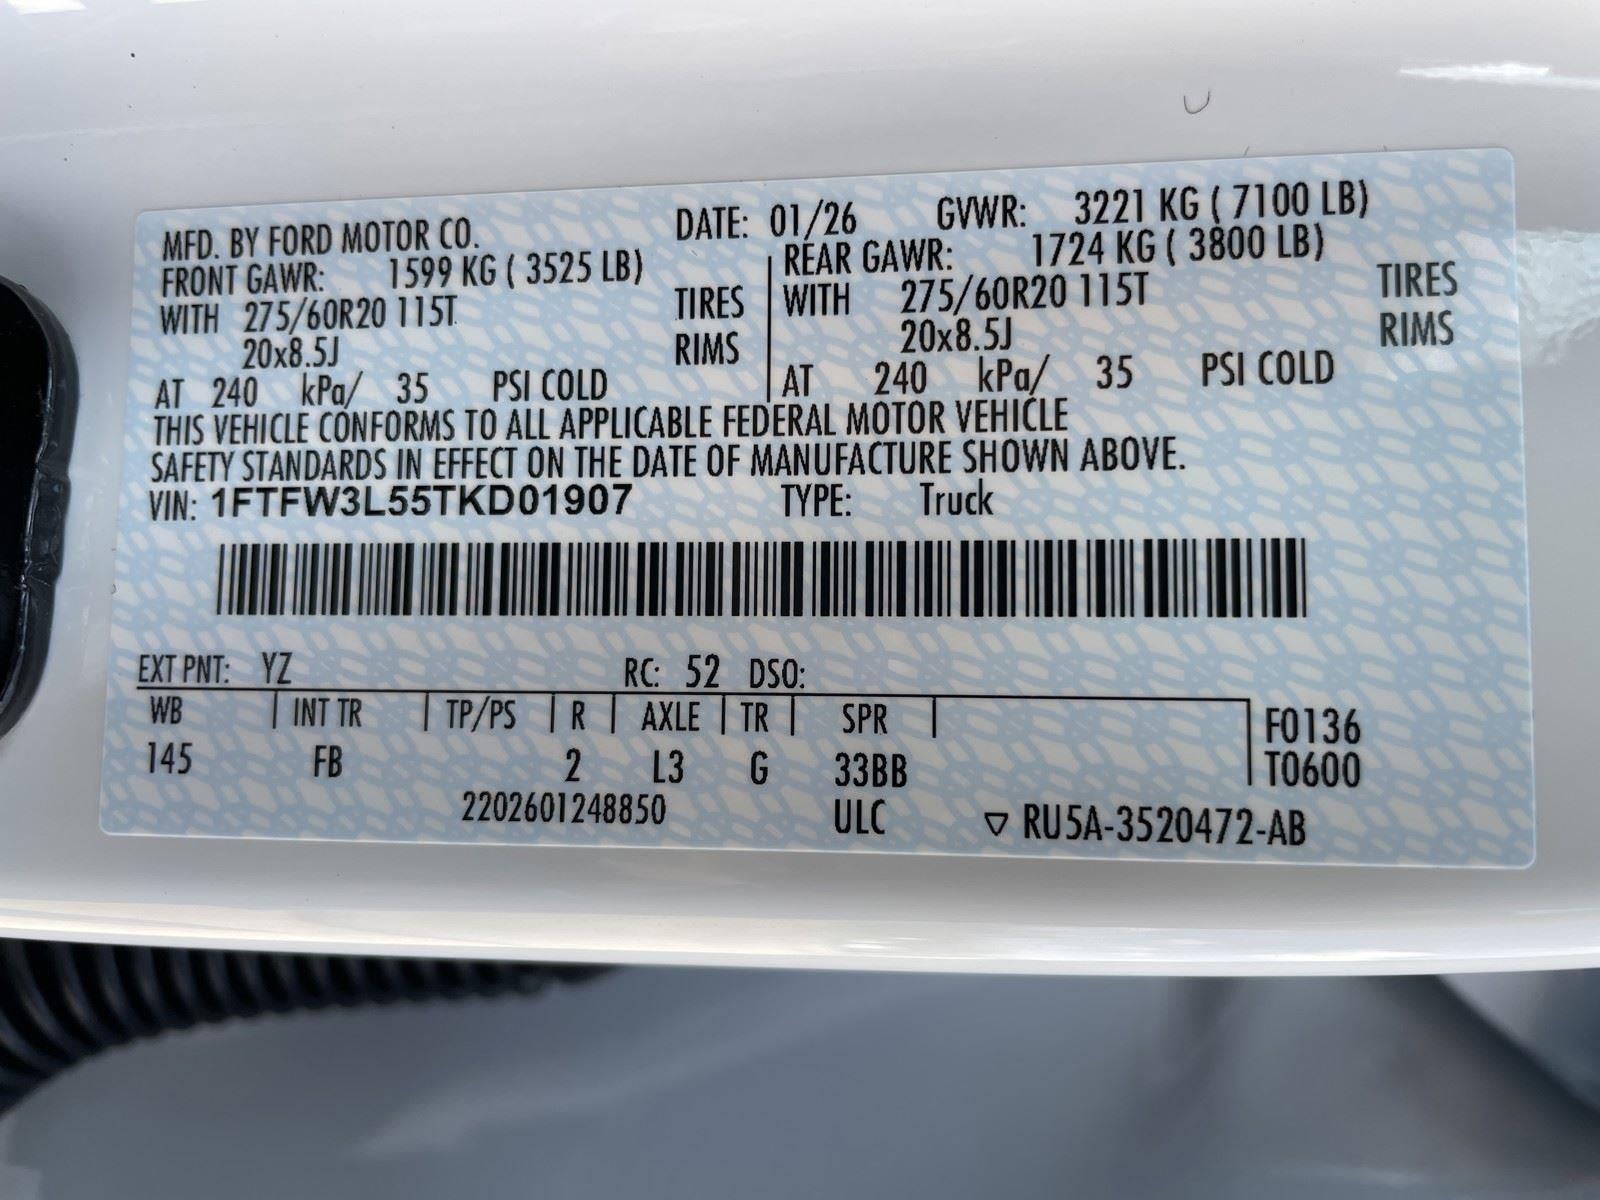 MFD. BY FORD MOTOR CO. DATE: 01/26 GVWR: 3221 KG ( 7100 LB)
FRONT GAWR: 1599 KG ( 3525 LB) REAR GAWR: 1724 KG ( 3800 LB)
WITH 275/60R20 115T TIRES WITH 275/60R20 115T TIRES
20x8.5J RIMS 20x8.5J RIMS
AT 240 kPa/ 35 PSI COLD AT 240 kPa/ 35 PSI COLD
THIS VEHICLE CONFORMS TO ALL APPLICABLE FEDERAL MOTOR VEHICLE
SAFETY STANDARDS IN EFFECT ON THE DATE OF MANUFACTURE SHOWN ABOVE.
VIN: 1FTFW3L55TKD01907 TYPE: Truck
EXT PNT: YZ RC: 52 DSO:
WB INT TR TP/PS R AXLE TR SPR F0136
145 FB 2 L3 G 33BB T0600
2202601248850 ULC ▽ RU5A-3520472-AB